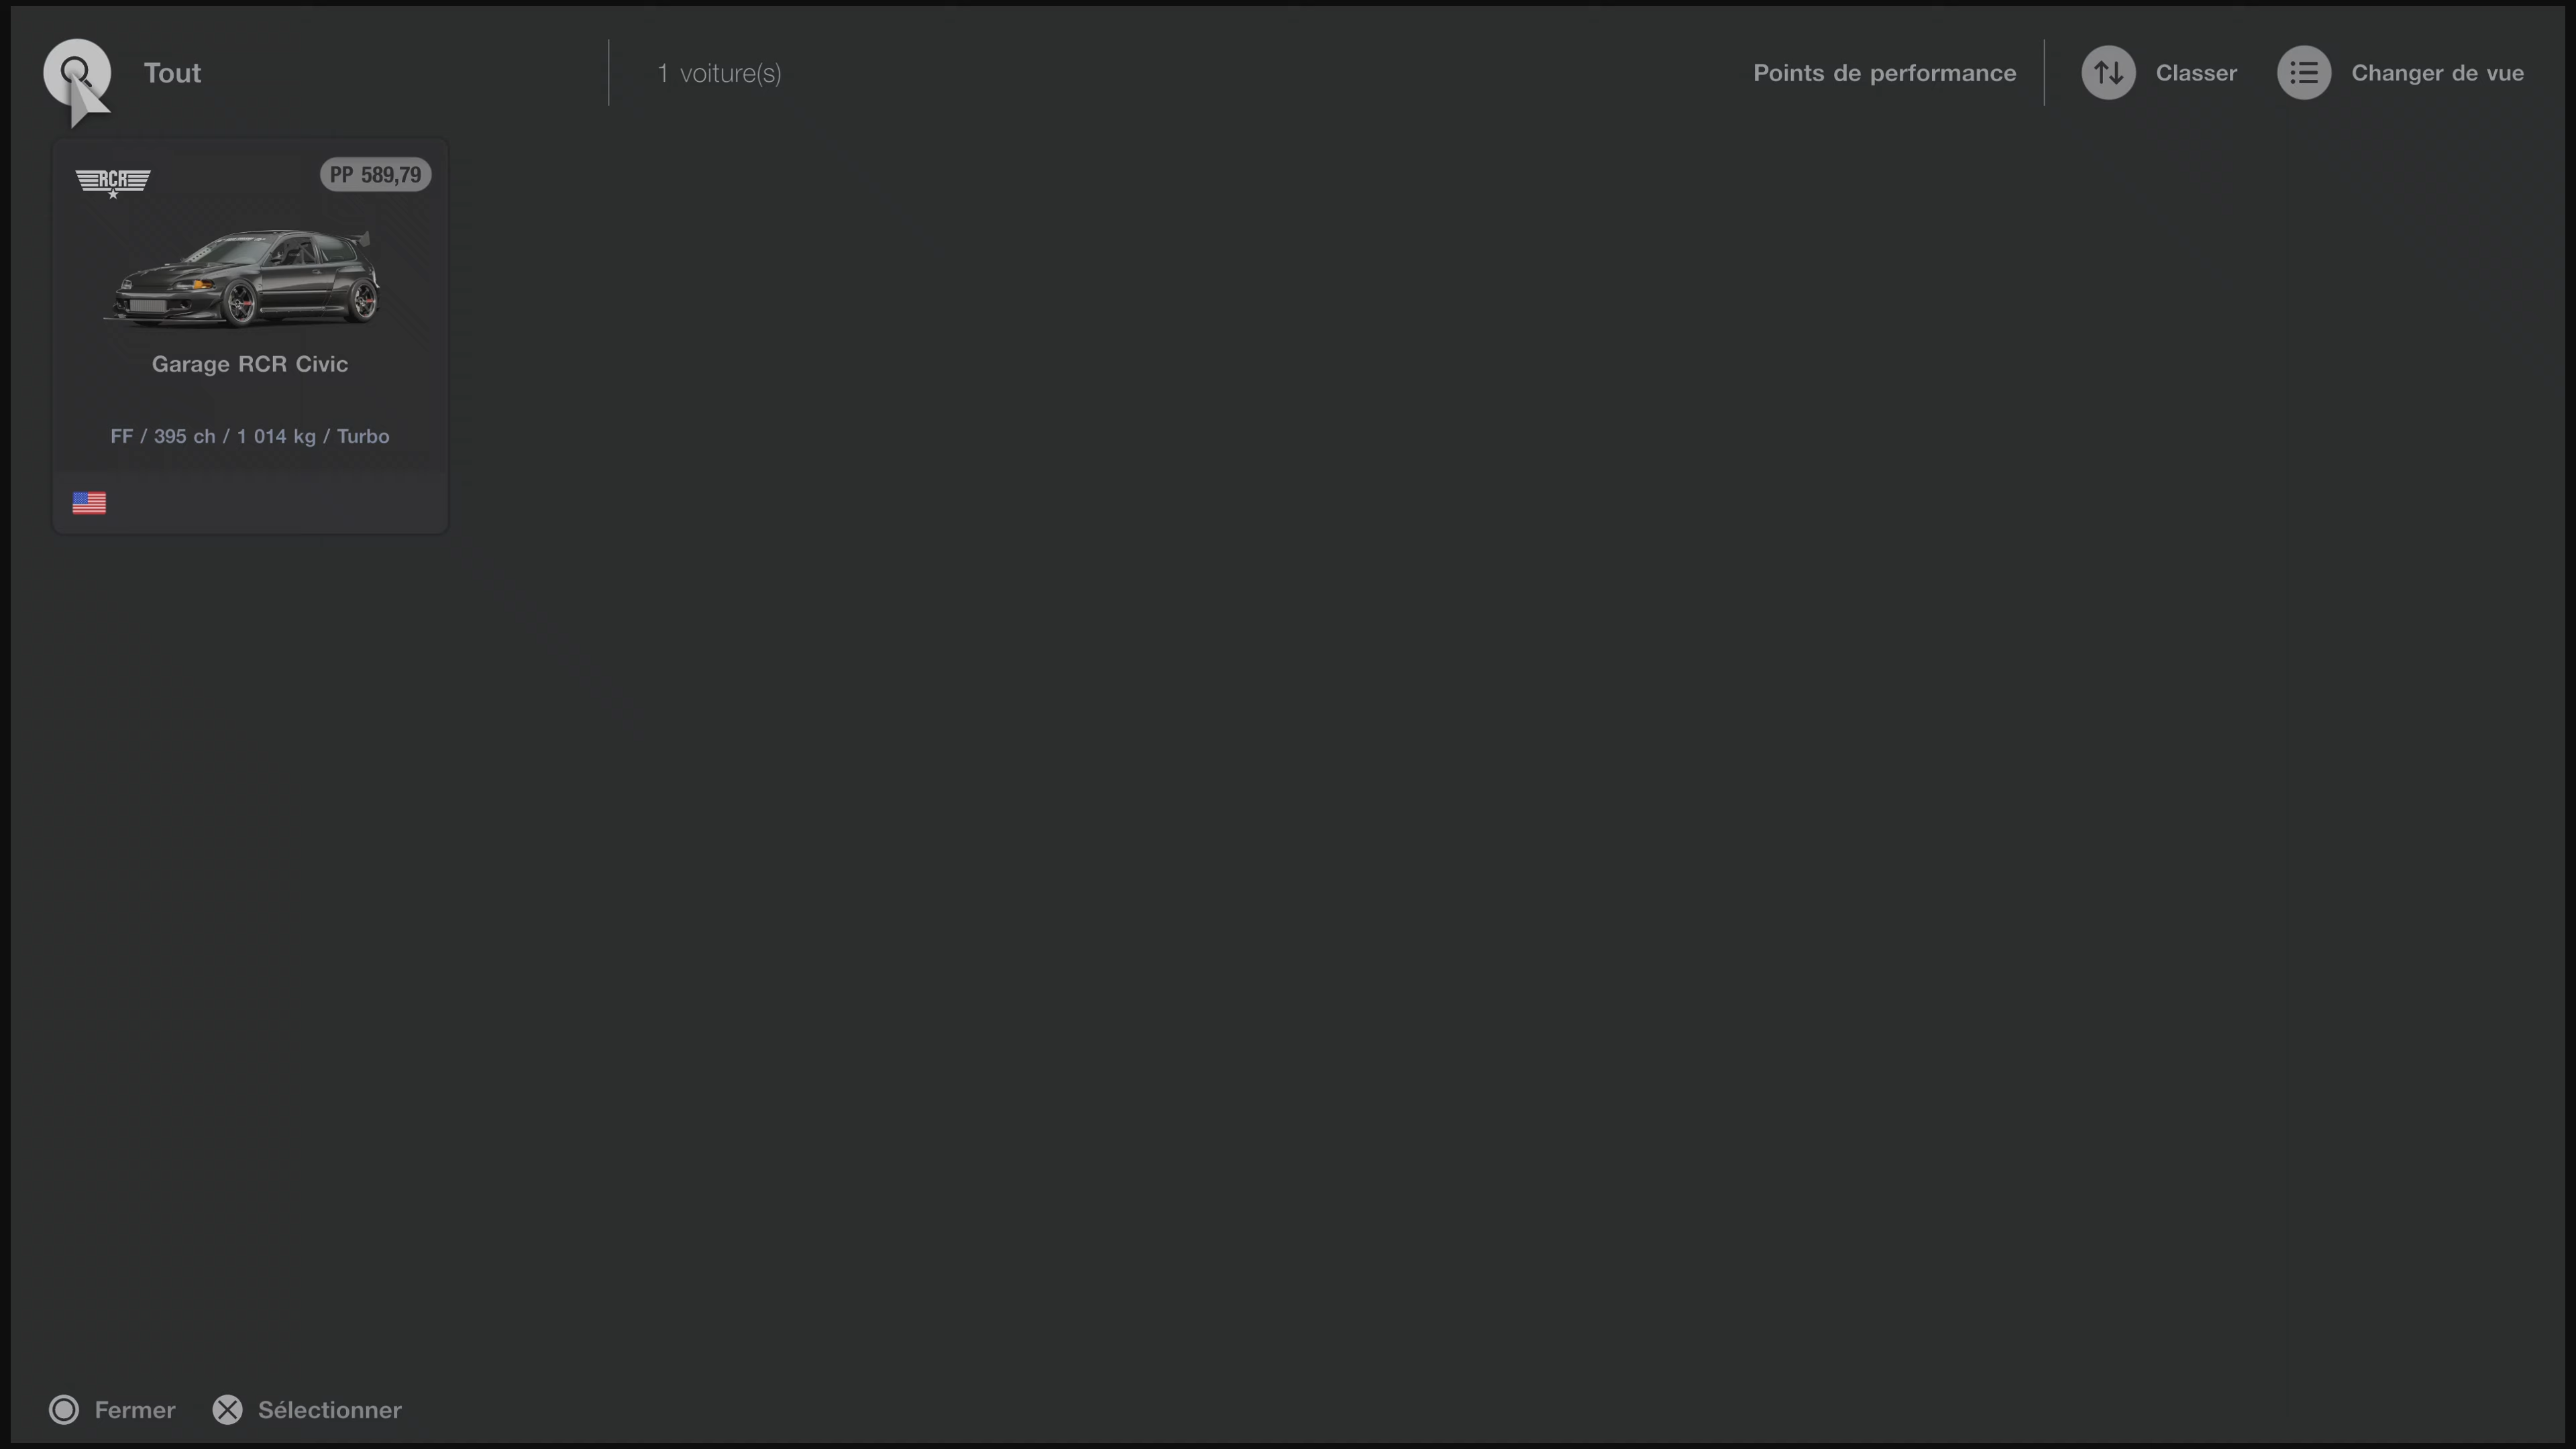 Tout
1 voiture(s)
Points de performance
Classer
Changer de vue
RCR
PP 589,79
Garage RCR Civic
FF / 395 ch / 1 014 kg / Turbo
Fermer
Sélectionner